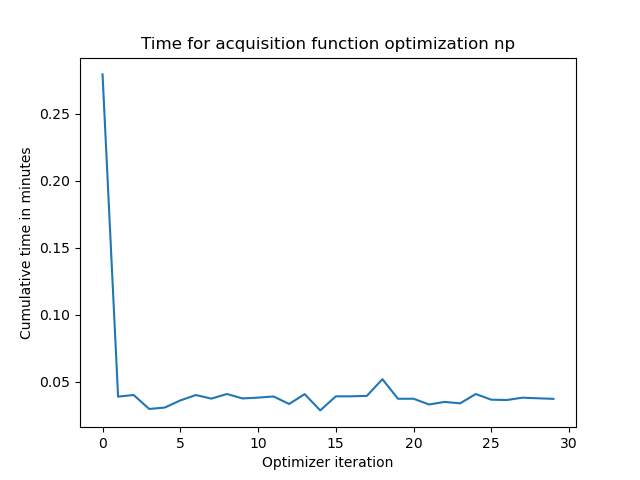 Time for acquisition function optimization np
Cumulative time in minutes
0.25
0.20
0.15
0.10
0.05
0 5 10 15 20 25 30
Optimizer iteration